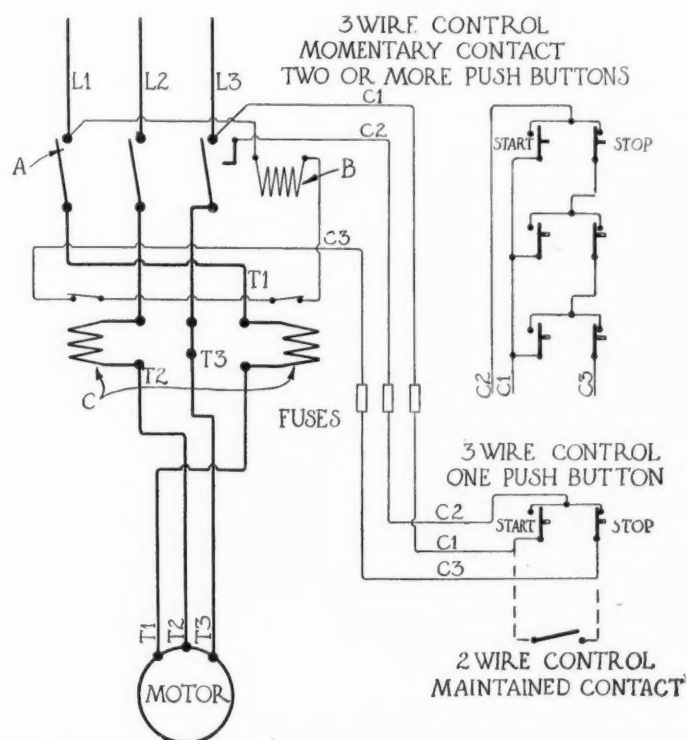 3 WIRE CONTROL
MOMENTARY CONTACT
TWO OR MORE PUSH BUTTONS
L1
L2
L3
C1
C2
A
B
START
STOP
C3
T1
T2
T3
C
C2
C1
C3
FUSES
3 WIRE CONTROL
ONE PUSH BUTTON
C2
START
STOP
C1
C3
T1
T2
T3
2 WIRE CONTROL
MAINTAINED CONTACT
MOTOR